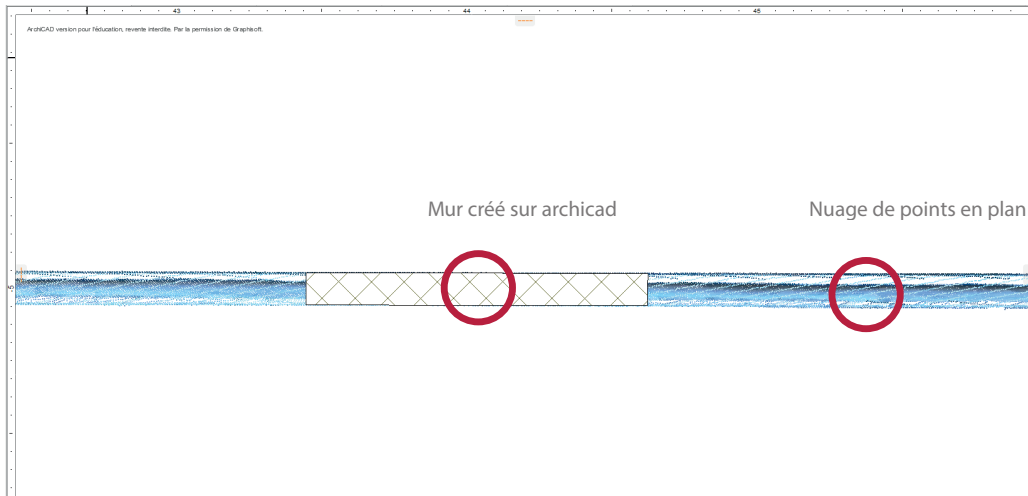 43 44 45
ArchiCAD version pour l'éducation, revente interdite. Par la permission de Graphisoft.
Mur créé sur archicad Nuage de points en plan
-5